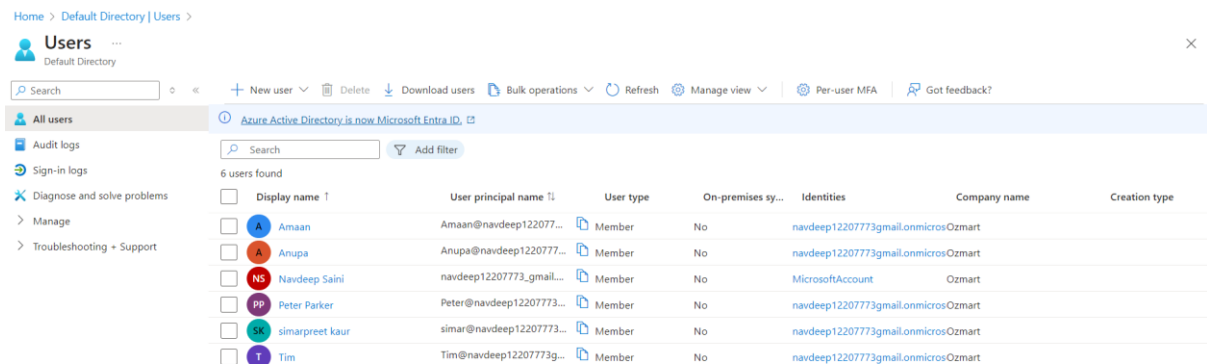 Home > Default Directory | Users >
Users ...
Default Directory
Search
New user Delete Download users Bulk operations Refresh Manage view Per-user MFA Got feedback?
All users
Audit logs
Sign-in logs
Diagnose and solve problems
Manage
Troubleshooting + Support
Azure Active Directory is now Microsoft Entra ID.
Search Add filter
6 users found
Display name ↑ User principal name ↑↓ User type On-premises sy... Identities Company name Creation type
A Amaan Amaan@navdeep122077... Member No navdeep12207773gmail.onmicros Ozmart
A Anupa Anupa@navdeep1220777... Member No navdeep12207773gmail.onmicros Ozmart
NS Navdeep Saini navdeep12207773_gmail.... Member No MicrosoftAccount Ozmart
PP Peter Parker Peter@navdeep12207773... Member No navdeep12207773gmail.onmicros Ozmart
SK simarpreet kaur simar@navdeep12207773... Member No navdeep12207773gmail.onmicros Ozmart
T Tim Tim@navdeep12207773g... Member No navdeep12207773gmail.onmicros Ozmart